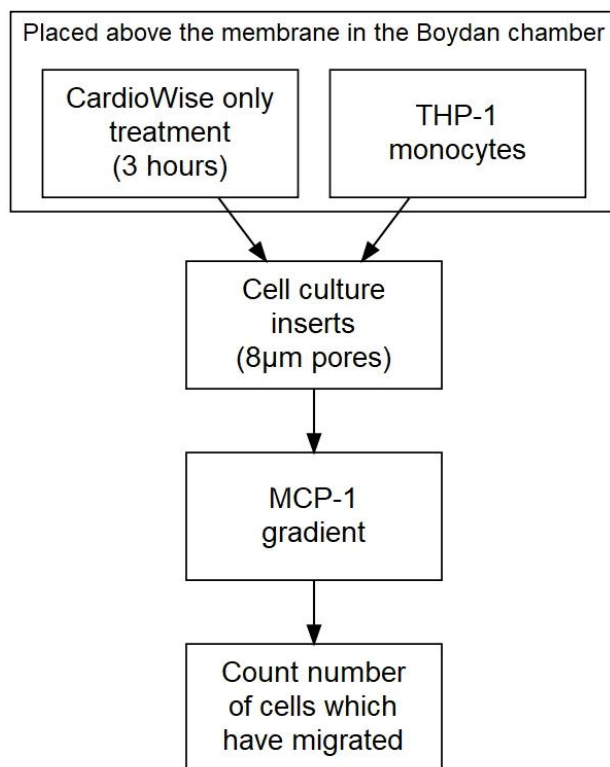 Placed above the membrane in the Boydan chamber
CardioWise only
treatment
(3 hours)
THP-1
monocytes
Cell culture
inserts
(8µm pores)
MCP-1
gradient
Count number
of cells which
have migrated